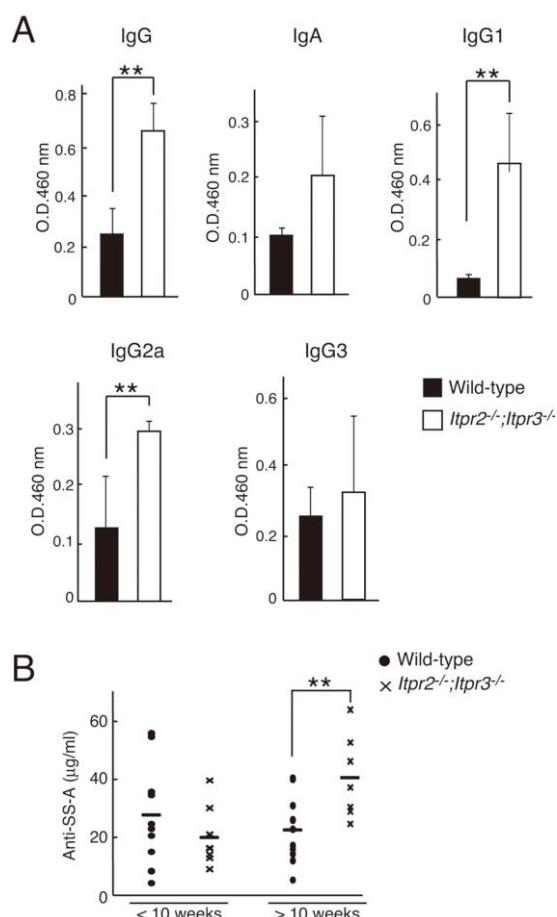 A
IgG
IgA
IgG1
**
**
0.8
0.6
0.4
0.2
0
O.D.460 nm
0.3
0.2
0.1
0
O.D.460 nm
0.6
0.4
0.2
0
O.D.460 nm
IgG2a
IgG3
**
0.3
0.2
0.1
0
O.D.460 nm
0.6
0.4
0.2
0
O.D.460 nm
Wild-type
Itpr2-/-;Itpr3-/-
B
Wild-type
Itpr2-/-;Itpr3-/-
**
60
40
20
0
Anti-SS-A (µg/ml)
< 10 weeks
> 10 weeks